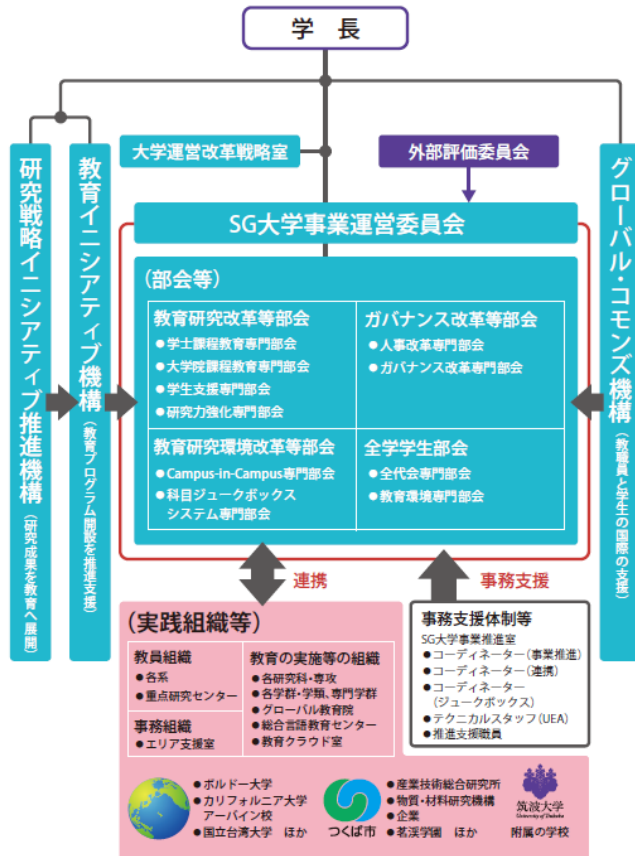 学 長
大学運営改革戦略室
外部評価委員会
研究戦略イニシアティブ推進機構
(研究成果を教育へ展開)
教育イニシアティブ機構
(教育プログラム開設を推進支援)
グローバル・コモンズ機構
(教職員と学生の国際の支援)
SG大学事業運営委員会
(部会等)
教育研究改革等部会
●学士課程教育専門部会
●大学院課程教育専門部会
●学生支援専門部会
●研究力強化専門部会
ガバナンス改革等部会
●人事改革専門部会
●ガバナンス改革専門部会
教育研究環境改革等部会
●Campus-in-Campus専門部会
●科目ジュークボックス
システム専門部会
全学学生部会
●全代会専門部会
●教育環境専門部会
連携
事務支援
(実践組織等)
教員組織
●各系
●重点研究センター
事務組織
●エリア支援室
教育の実施等の組織
●各研究科・専攻
●各学群・学類、専門学群
●グローバル教育院
●総合言語教育センター
●教育クラウド室
事務支援体制等
SG大学事業推進室
●コーディネーター(事業推進)
●コーディネーター(連携)
●コーディネーター
(ジュークボックス)
●テクニカルスタッフ(UEA)
●推進支援職員
●ボルドー大学
●カリフォルニア大学
アーバイン校
●国立台湾大学 ほか
つくば市
●産業技術総合研究所
●物質・材料研究機構
●企業
●茗渓学園 ほか
筑波大学
University of Tsukuba
附属の学校